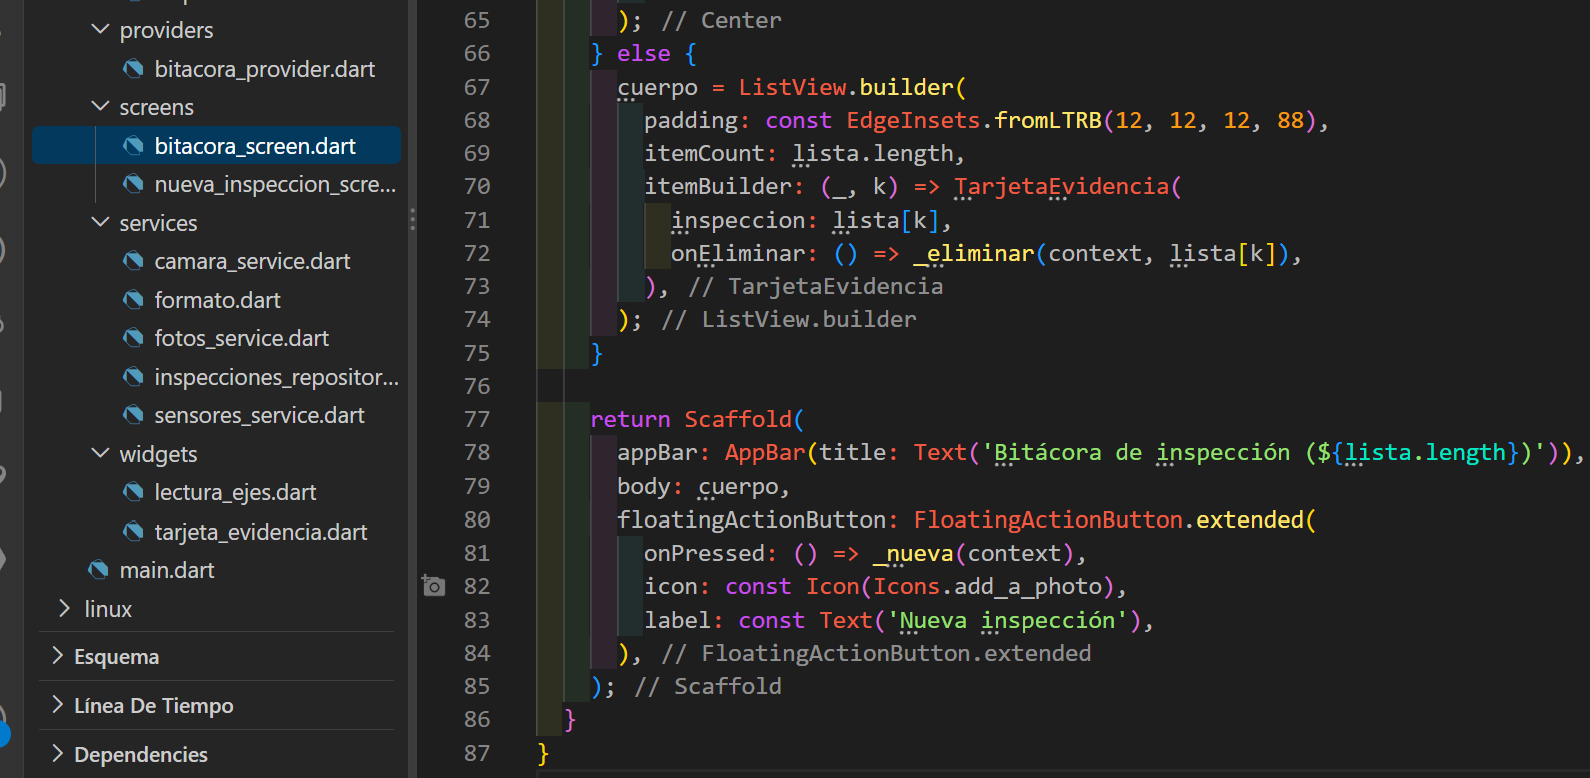 providers
bitacora_provider.dart
screens
bitacora_screen.dart
nueva_inspeccion_scre...
services
camara_service.dart
formato.dart
fotos_service.dart
inspecciones_repositor...
sensores_service.dart
widgets
lectura_ejes.dart
tarjeta_evidencia.dart
main.dart
linux
Esquema
Línea De Tiempo
Dependencies
65 ); // Center
66 } else {
67 cuerpo = ListView.builder(
68 padding: const EdgeInsets.fromLTRB(12, 12, 12, 88),
69 itemCount: lista.length,
70 itemBuilder: (_, k) => TarjetaEvidencia(
71 inspeccion: lista[k],
72 onEliminar: () => _eliminar(context, lista[k]),
73 ), // TarjetaEvidencia
74 ); // ListView.builder
75 }
76
77 return Scaffold(
78 appBar: AppBar(title: Text('Bitácora de inspección (${lista.length})')),
79 body: cuerpo,
80 floatingActionButton: FloatingActionButton.extended(
81 onPressed: () => _nueva(context),
82 icon: const Icon(Icons.add_a_photo),
83 label: const Text('Nueva inspección'),
84 ), // FloatingActionButton.extended
85 ); // Scaffold
86 }
87 }